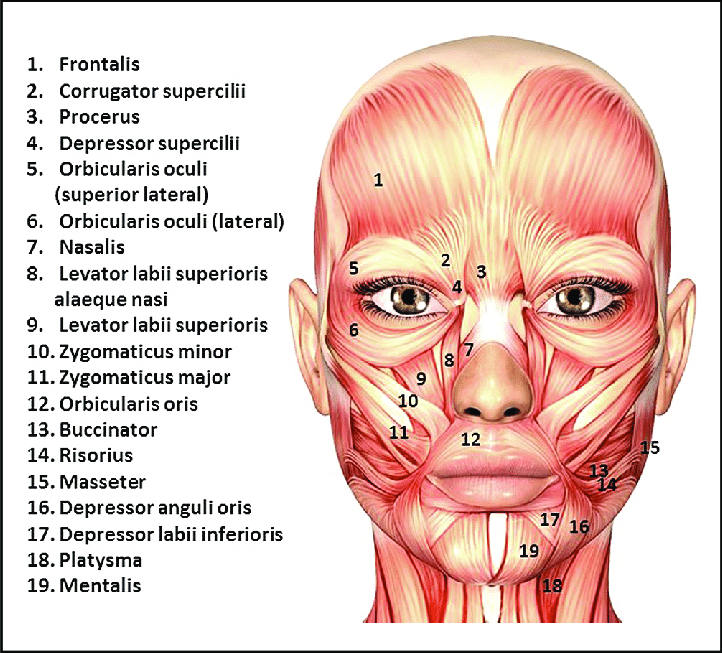 1. Frontalis
2. Corrugator supercilii
3. Procerus
4. Depressor supercilii
5. Orbicularis oculi
(superior lateral)
6. Orbicularis oculi (lateral)
7. Nasalis
8. Levator labii superioris
alaeque nasi
9. Levator labii superioris
10. Zygomaticus minor
11. Zygomaticus major
12. Orbicularis oris
13. Buccinator
14. Risorius
15. Masseter
16. Depressor anguli oris
17. Depressor labii inferioris
18. Platysma
19. Mentalis
1
2
3
5
4
6
7
8
9
10
11
12
15
13
14
17
16
19
18